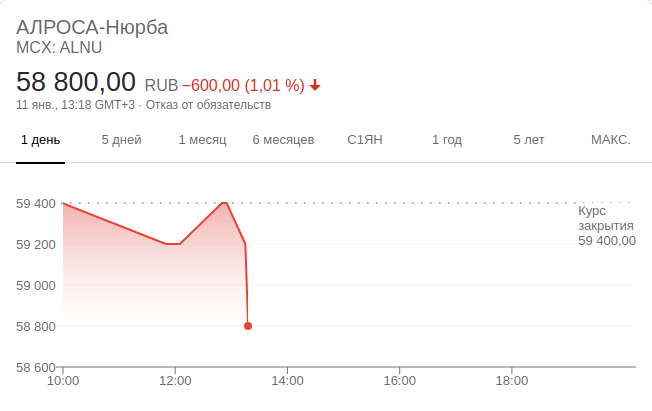 АЛРОСА-Нюрба
MCX: ALNU
58 800,00 RUB −600,00 (1,01 %)
11 янв., 13:18 GMT+3 · Отказ от обязательств
1 день 5 дней 1 месяц 6 месяцев С1ЯН 1 год 5 лет МАКС.
59 400
59 200
59 000
58 800
58 600
Курс
закрытия
59 400,00
10:00 12:00 14:00 16:00 18:00